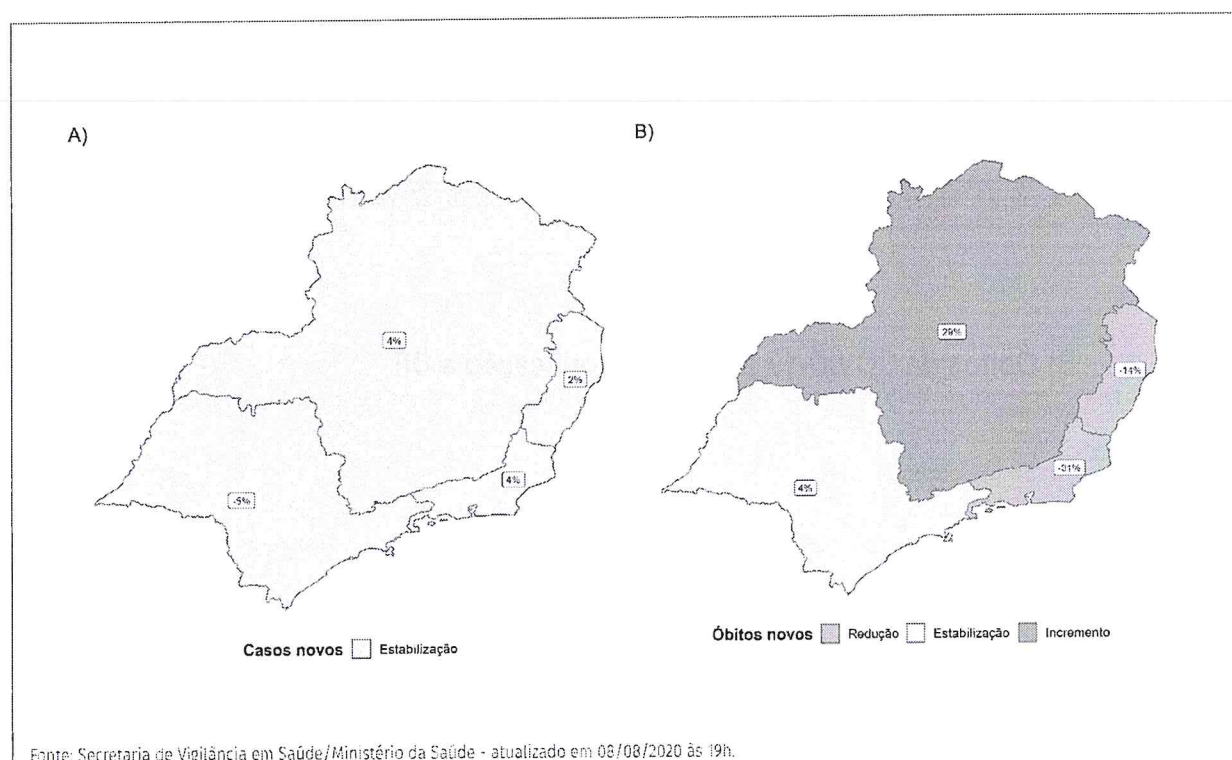 A)
B)
4%
2%
4%
-5%
29%
-14%
-31%
4%
Casos novos Estabilização
Óbitos novos Redução Estabilização Incremento
Fonte: Secretaria de Vigilância em Saúde/Ministério da Saúde - atualizado em 08/08/2020 às 19h.